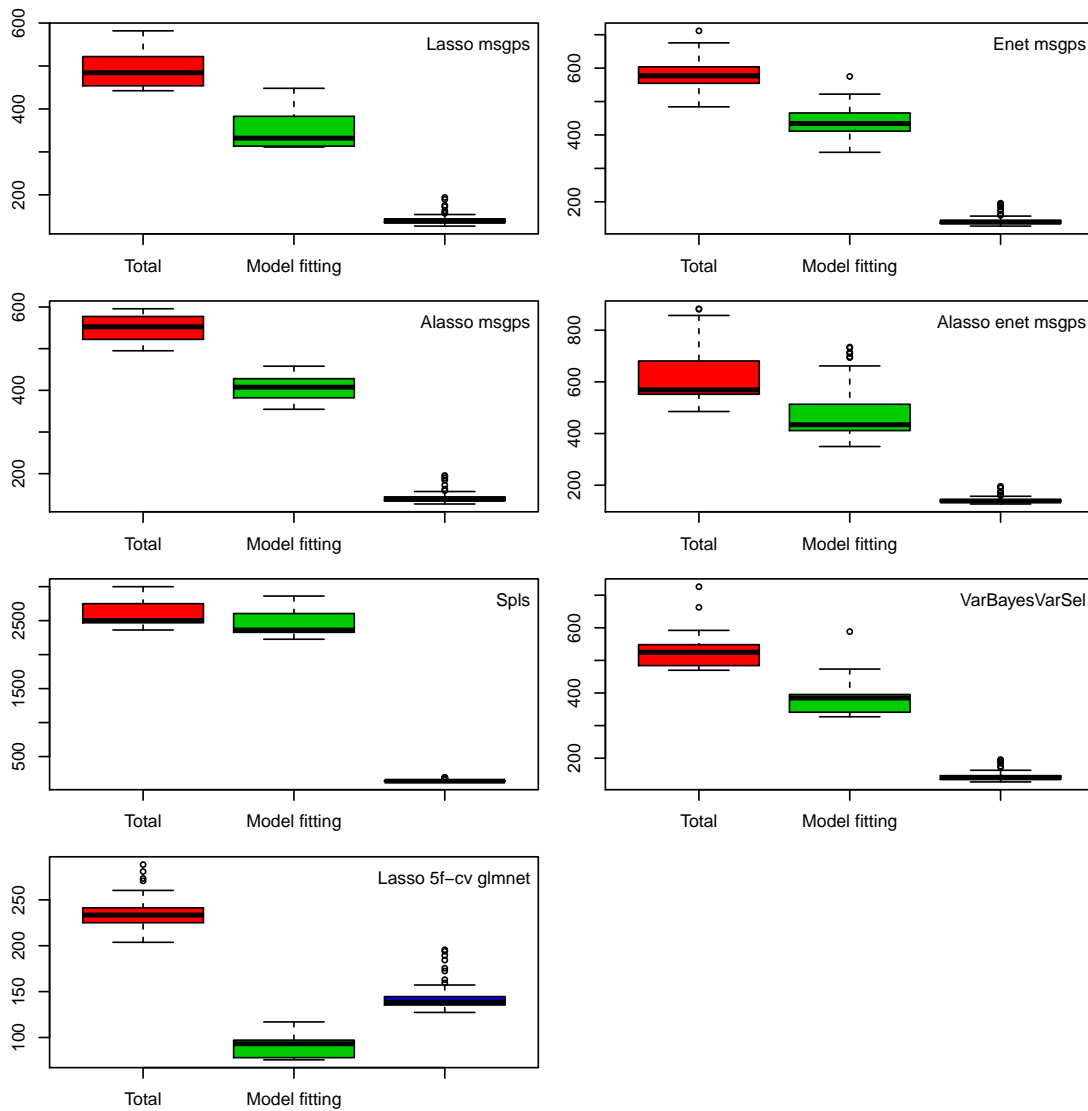 Lasso msgps
200 400 600
Total Model fitting
Enet msgps
200 400 600
Total Model fitting
Alasso msgps
200 400 600
Total Model fitting
Alasso enet msgps
200 400 600 800
Total Model fitting
Spls
500 1500 2500
Total Model fitting
VarBayesVarSel
200 400 600
Total Model fitting
Lasso 5f−cv glmnet
100 150 200 250
Total Model fitting